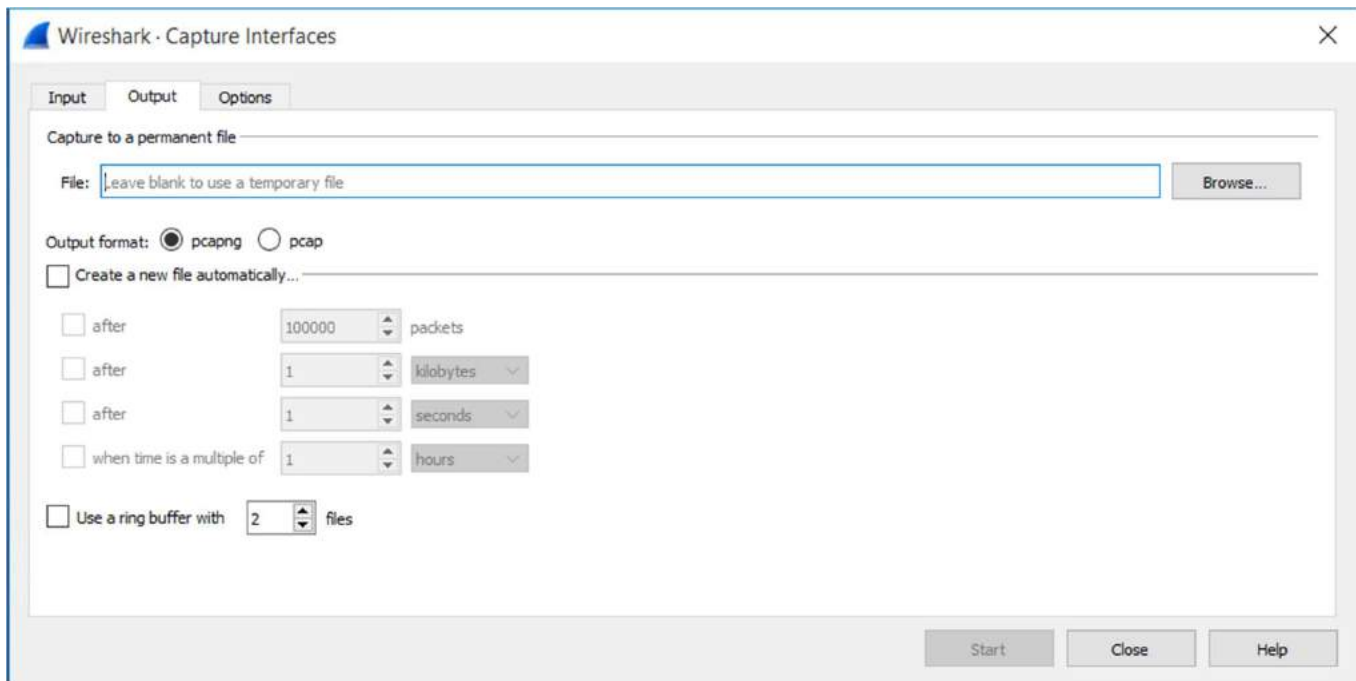 Wireshark · Capture Interfaces
Input Output Options
Capture to a permanent file
File: Leave blank to use a temporary file Browse...
Output format: pcapng pcap
Create a new file automatically...
after 100000 packets
after 1 kilobytes
after 1 seconds
when time is a multiple of 1 hours
Use a ring buffer with 2 files
Start Close Help